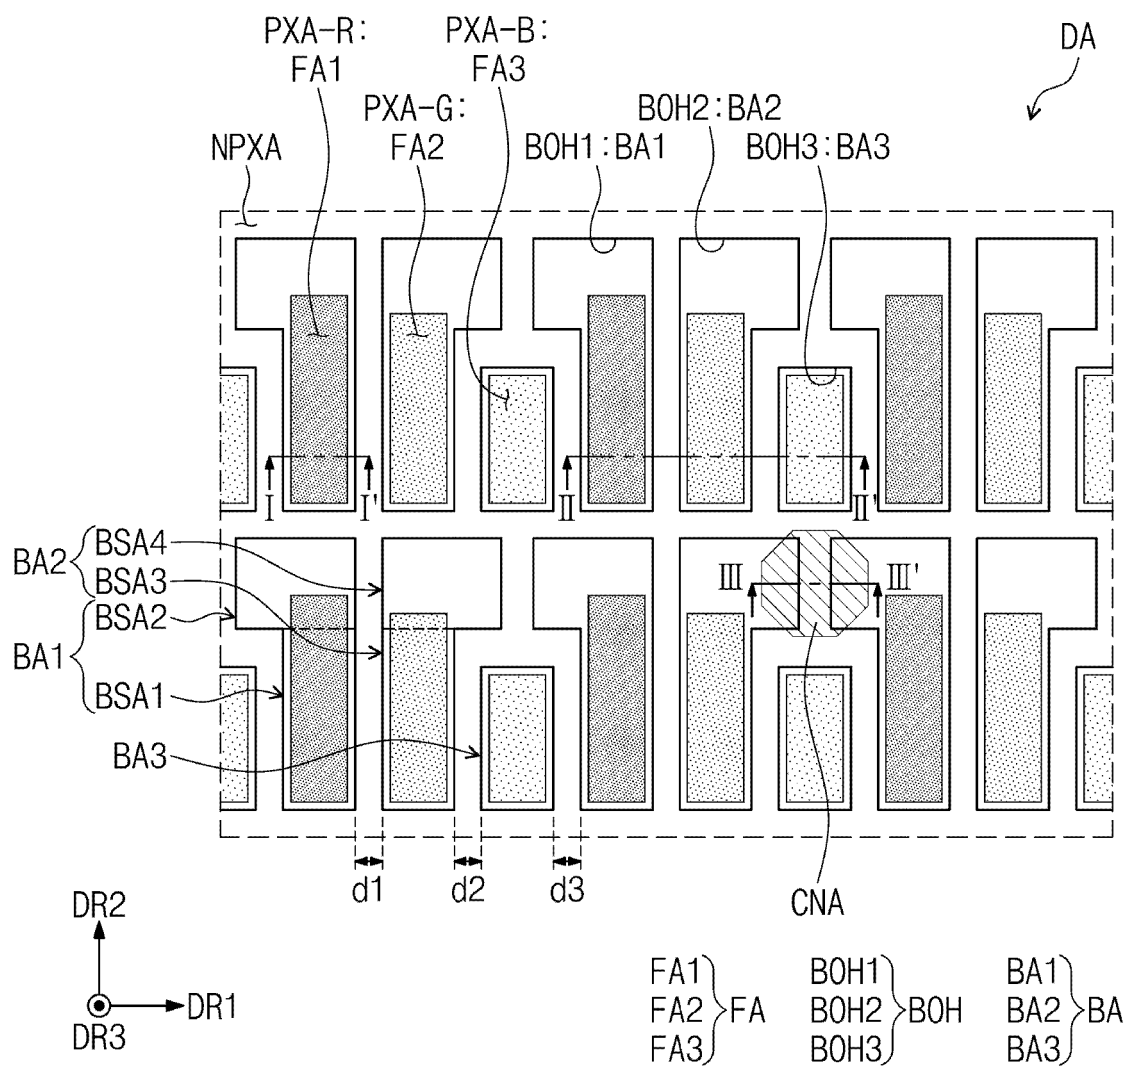 PXA-R:
FA1
PXA-B:
FA3
DA
PXA-G:
FA2
BOH2:BA2
NPXA
BOH1:BA1
BOH3:BA3
I
I'
II
II'
BA2
BSA4
BSA3
BA1
BSA2
BSA1
BA3
III
III'
d1
d2
d3
CNA
DR2
DR1
DR3
FA1
FA2
FA3
FA
BOH1
BOH2
BOH3
BOH
BA1
BA2
BA3
BA